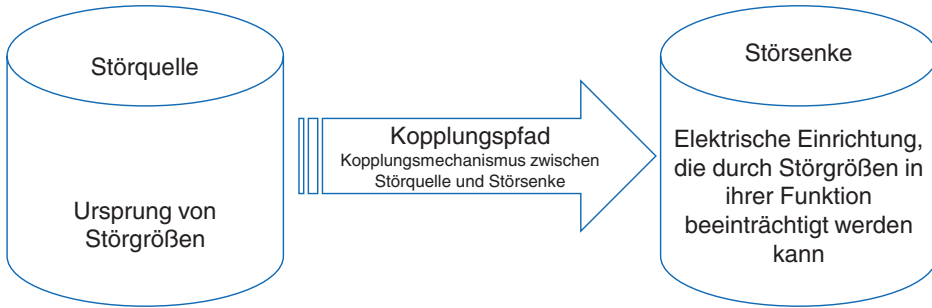 Störquelle
Ursprung von
Störgrößen
Kopplungspfad
Kopplungsmechanismus zwischen
Störquelle und Störsenke
Störsenke
Elektrische Einrichtung,
die durch Störgrößen in
ihrer Funktion
beeinträchtigt werden
kann